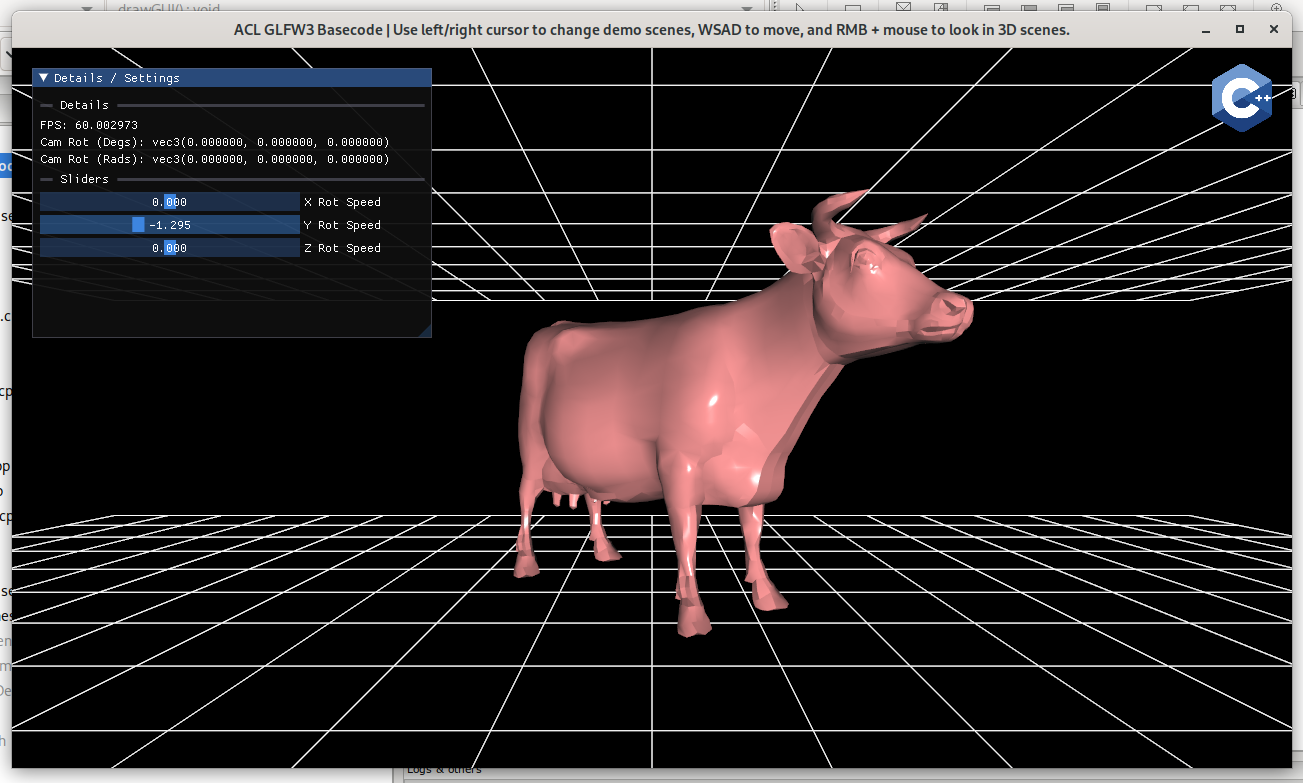 drawGUI() : void
ACL GLFW3 Basecode | Use left/right cursor to change demo scenes, WSAD to move, and RMB + mouse to look in 3D scenes.
▼ Details / Settings
Details
FPS: 60.002973
Cam Rot (Degs): vec3(0.000000, 0.000000, 0.000000)
Cam Rot (Rads): vec3(0.000000, 0.000000, 0.000000)
Sliders
0.000 X Rot Speed
-1.295 Y Rot Speed
0.000 Z Rot Speed
C++
Logs & others